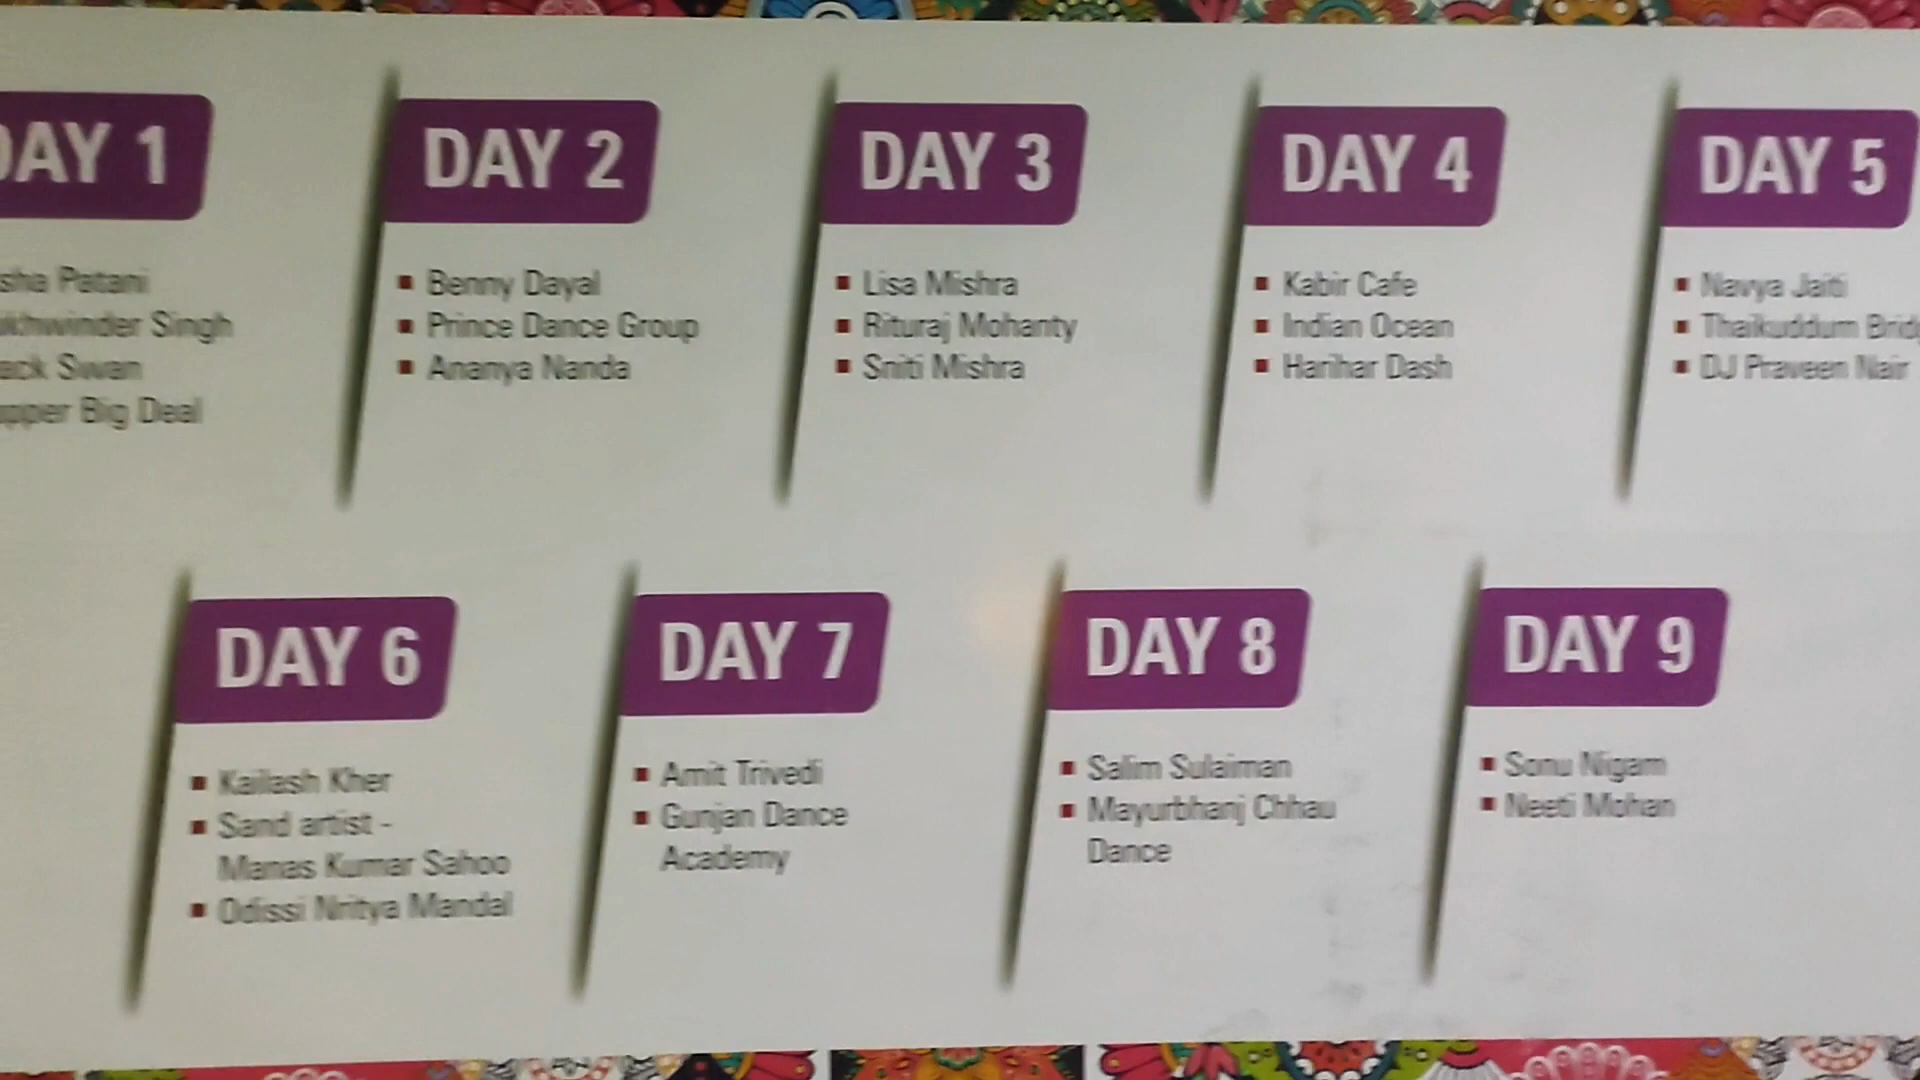 DAY 1
Patani
Singh
Swan
Big Deal
DAY 2
Benny Dayal
Prince Dance Group
Ananya Nanda
DAY 3
Lisa Mishra
Rituraj Mohanty
Sniti Mishra
DAY 4
Kabir Cafe
Indian Ocean
Harihar Dash
DAY 5
Navya Jaiti
Thaikuddum
DJ Praveen Nair
DAY 6
Kailash Kher
Sand artist -
Manas Kumar Sahoo
Odissi Nritya Mandal
DAY 7
Amit Trivedi
Gunjan Dance
Academy
DAY 8
Salim Sulaiman
Mayurbhanj Chhau
Dance
DAY 9
Sonu Nigam
Neeti Mohan